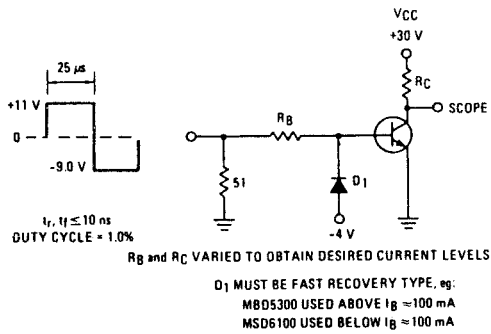 VCC
+30 V
25 μs
RC
+11 V
SCOPE
RB
0
51
D1
-9.0 V
-4 V
tr, tf ≤ 10 ns
DUTY CYCLE = 1.0%
RB and RC VARIED TO OBTAIN DESIRED CURRENT LEVELS
D1 MUST BE FAST RECOVERY TYPE, eg:
MBD5300 USED ABOVE IB ≈ 100 mA
MSD6100 USED BELOW IB ≈ 100 mA